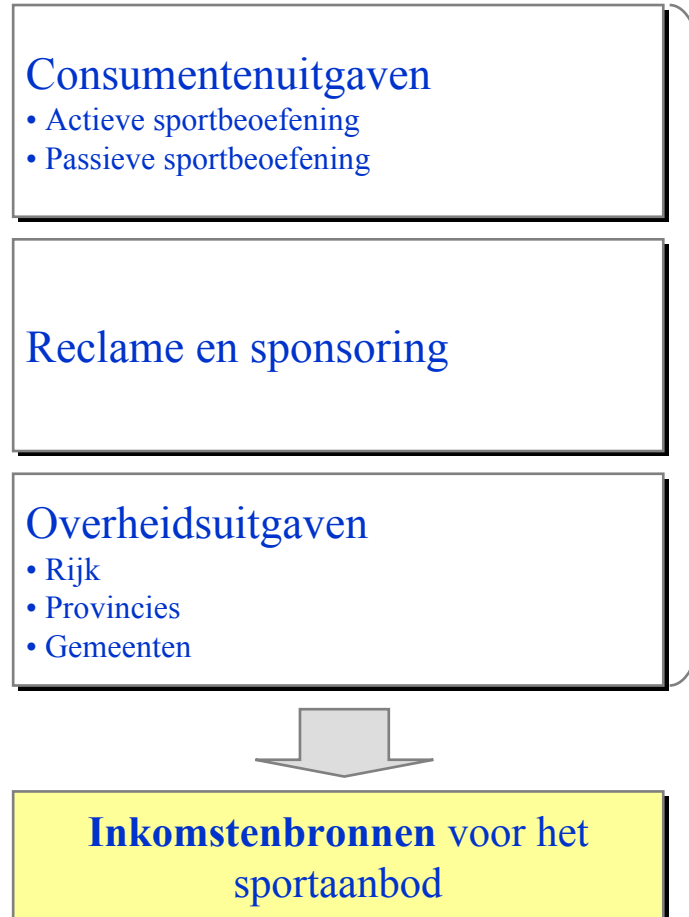 Consumentenuitgaven
• Actieve sportbeoefening
• Passieve sportbeoefening
Reclame en sponsoring
Overheidsuitgaven
• Rijk
• Provincies
• Gemeenten
Inkomstenbronnen voor het
sportaanbod